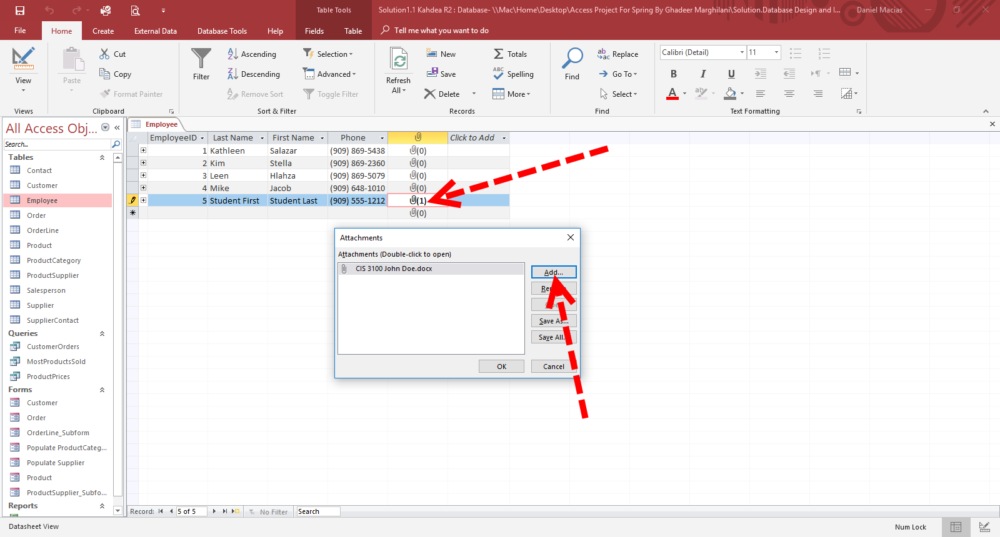 Table Tools
Solution1.1 Kahdea R2 : Database- \\Mac\Home\Desktop\Access Project For Spring By Ghadeer Marghilani\Solution.Database Design and I...
Daniel Macias
File Home Create External Data Database Tools Help Fields Table Tell me what you want to do
View
Views
Paste
Cut
Copy
Format Painter
Clipboard
Filter
Ascending
Descending
Remove Sort
Selection
Advanced
Toggle Filter
Sort & Filter
Refresh
All
New
Save
Delete
Totals
Spelling
More
Records
Find
Replace
Go To
Select
Find
Calibri (Detail) 11
B I U
A
Text Formatting
All Access Obj...
Search...
Tables
Contact
Customer
Employee
Order
OrderLine
Product
ProductCategory
ProductSupplier
Salesperson
Supplier
SupplierContact
Queries
CustomerOrders
MostProductsSold
ProductPrices
Forms
Customer
Order
OrderLine_Subform
Populate ProductCateg...
Populate Supplier
Product
ProductSupplier_Subfo...
Reports
Employee
EmployeeID Last Name First Name Phone Click to Add
1 Kathleen Salazar (909) 869-5438 (0)
2 Kim Stella (909) 869-2360 (0)
3 Leen Hlahza (909) 869-5079 (0)
4 Mike Jacob (909) 648-1010 (0)
5 Student First Student Last (909) 555-1212 (1)
(0)
Attachments
Attachments (Double-click to open)
CIS 3100 John Doe.docx
Add...
Save As...
Save All...
OK Cancel
Record: 5 of 5 No Filter Search
Datasheet View
Num Lock